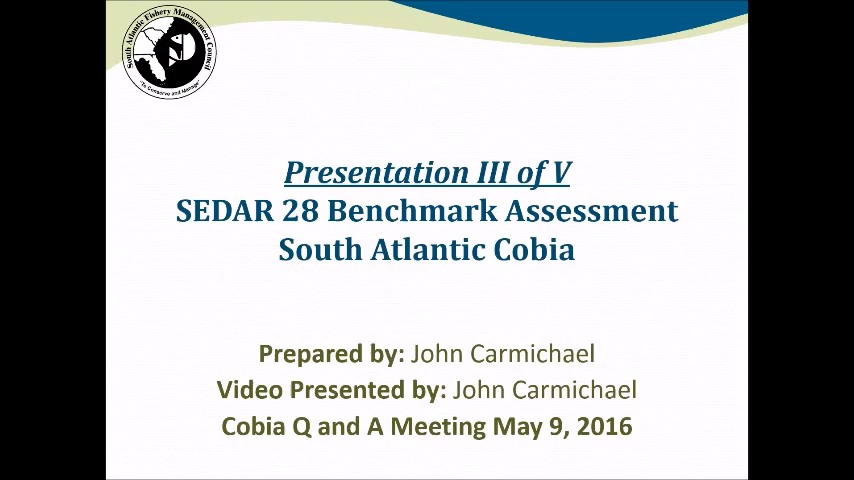 South Atlantic Fishery Management Council
"To Conserve and Manage"
Presentation III of V
SEDAR 28 Benchmark Assessment
South Atlantic Cobia
Prepared by: John Carmichael
Video Presented by: John Carmichael
Cobia Q and A Meeting May 9, 2016